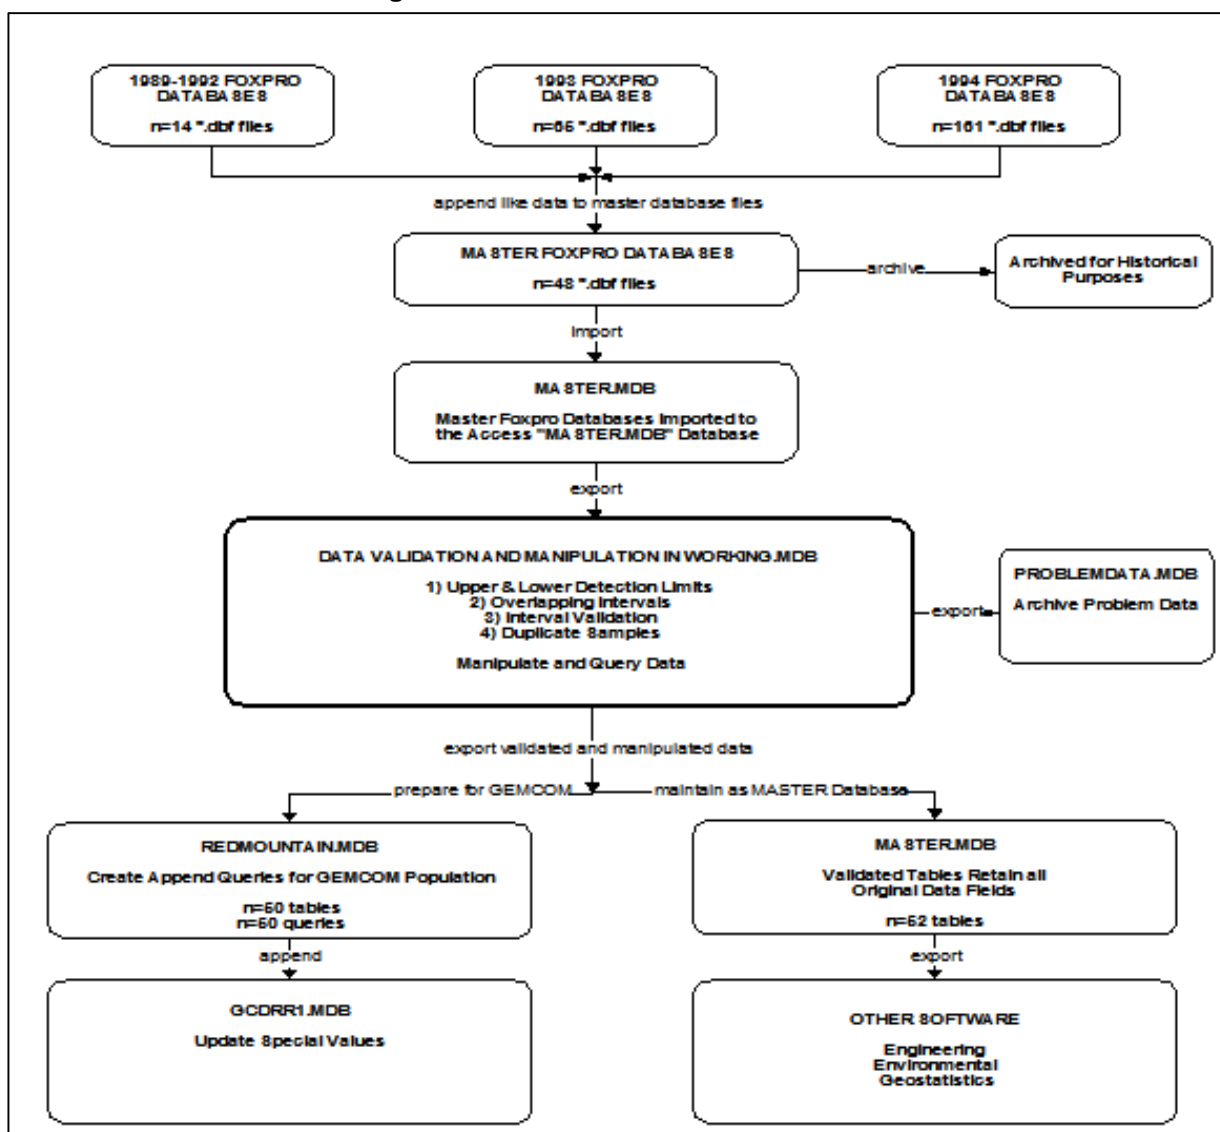 1989-1992 FOXPRO
DATABASES
n=14 *.dbf files
1993 FOXPRO
DATABASES
n=65 *.dbf files
1994 FOXPRO
DATABASES
n=161 *.dbf files
append like data to master database files
MASTER FOXPRO DATABASES
n=48 *.dbf files
archive
Archived for Historical
Purposes
import
MASTER.MDB
Master Foxpro Databases Imported to
the Access "MASTER.MDB" Database
export
DATA VALIDATION AND MANIPULATION IN WORKING.MDB
1) Upper & Lower Detection Limits
2) Overlapping Intervals
3) Interval Validation
4) Duplicate Samples
Manipulate and Query Data
export
PROBLEMDATA.MDB
Archive Problem Data
export validated and manipulated data
prepare for GEMCOM
maintain as MASTER Database
REDMOUNTAIN.MDB
Create Append Queries for GEMCOM Population
n=50 tables
n=50 queries
MASTER.MDB
Validated Tables Retain all
Original Data Fields
n=52 tables
append
export
GCDRR1.MDB
Update Special Values
OTHER SOFTWARE
Engineering
Environmental
Geostatistics